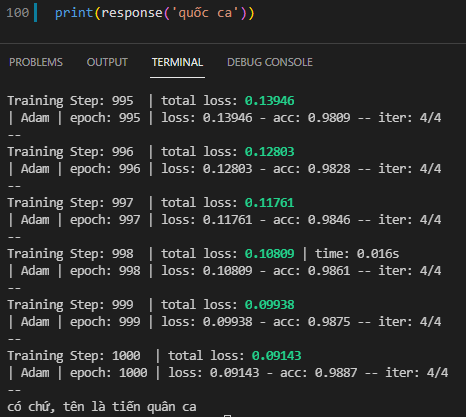 100 print(response('quốc ca'))
PROBLEMS OUTPUT TERMINAL DEBUG CONSOLE
Training Step: 995 | total loss: 0.13946
| Adam | epoch: 995 | loss: 0.13946 - acc: 0.9809 -- iter: 4/4
--
Training Step: 996 | total loss: 0.12803
| Adam | epoch: 996 | loss: 0.12803 - acc: 0.9828 -- iter: 4/4
--
Training Step: 997 | total loss: 0.11761
| Adam | epoch: 997 | loss: 0.11761 - acc: 0.9846 -- iter: 4/4
--
Training Step: 998 | total loss: 0.10809 | time: 0.016s
| Adam | epoch: 998 | loss: 0.10809 - acc: 0.9861 -- iter: 4/4
--
Training Step: 999 | total loss: 0.09938
| Adam | epoch: 999 | loss: 0.09938 - acc: 0.9875 -- iter: 4/4
--
Training Step: 1000 | total loss: 0.09143
| Adam | epoch: 1000 | loss: 0.09143 - acc: 0.9887 -- iter: 4/4
--
có chứ, tên là tiến quân ca